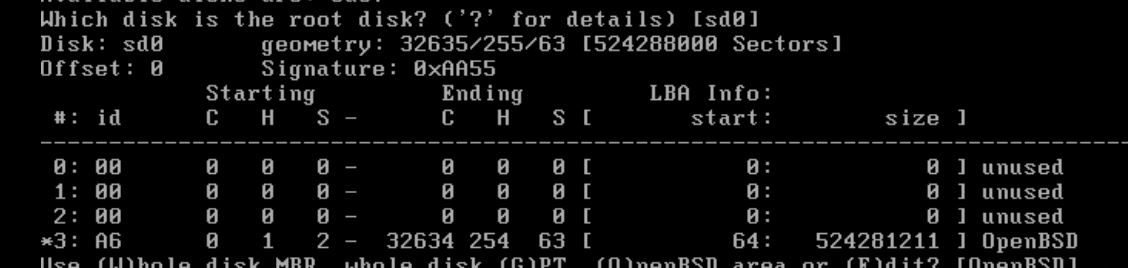 Available disks are: sd0.
Which disk is the root disk? ('?' for details) [sd0]
Disk: sd0       geometry: 32635/255/63 [524288000 Sectors]
Offset: 0       Signature: 0xAA55
            Starting         Ending         LBA Info:
 #: id      C   H   S -      C   H   S [       start:        size ]
-------------------------------------------------------------------------------
 0: 00      0   0   0 -      0   0   0 [           0:           0 ] unused
 1: 00      0   0   0 -      0   0   0 [           0:           0 ] unused
 2: 00      0   0   0 -      0   0   0 [           0:           0 ] unused
*3: A6      0   1   2 -  32634 254  63 [          64:   524281211 ] OpenBSD
Use (W)hole disk MBR, whole disk (G)PT, (O)penBSD area or (E)dit? [OpenBSD]